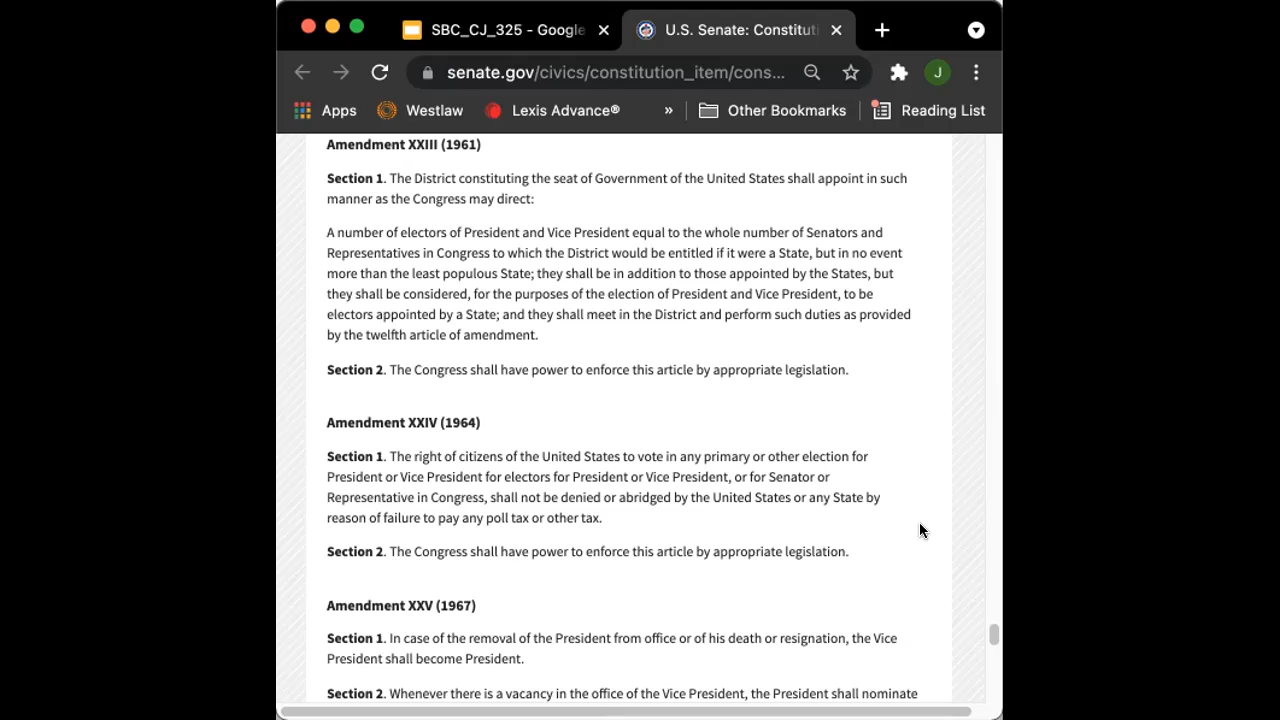 SBC_CJ_325 - Google
U.S. Senate: Constituti
senate.gov/civics/constitution_item/cons...
J
Apps
Westlaw
Lexis Advance®
»
Other Bookmarks
Reading List
Amendment XXIII (1961)
Section 1. The District constituting the seat of Government of the United States shall appoint in such
manner as the Congress may direct:
A number of electors of President and Vice President equal to the whole number of Senators and
Representatives in Congress to which the District would be entitled if it were a State, but in no event
more than the least populous State; they shall be in addition to those appointed by the States, but
they shall be considered, for the purposes of the election of President and Vice President, to be
electors appointed by a State; and they shall meet in the District and perform such duties as provided
by the twelfth article of amendment.
Section 2. The Congress shall have power to enforce this article by appropriate legislation.
Amendment XXIV (1964)
Section 1. The right of citizens of the United States to vote in any primary or other election for
President or Vice President for electors for President or Vice President, or for Senator or
Representative in Congress, shall not be denied or abridged by the United States or any State by
reason of failure to pay any poll tax or other tax.
Section 2. The Congress shall have power to enforce this article by appropriate legislation.
Amendment XXV (1967)
Section 1. In case of the removal of the President from office or of his death or resignation, the Vice
President shall become President.
Section 2. Whenever there is a vacancy in the office of the Vice President, the President shall nominate